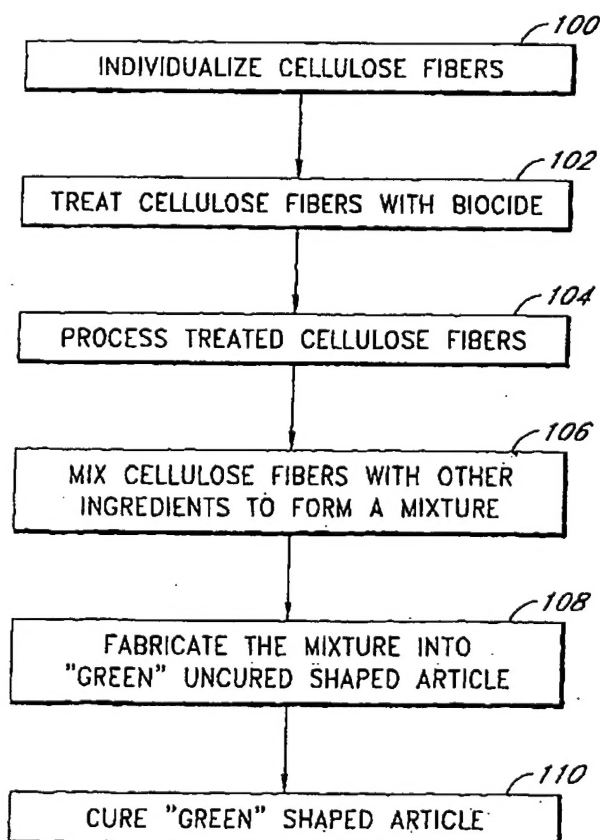 100
INDIVIDUALIZE CELLULOSE FIBERS
102
TREAT CELLULOSE FIBERS WITH BIOCIDE
104
PROCESS TREATED CELLULOSE FIBERS
106
MIX CELLULOSE FIBERS WITH OTHER
INGREDIENTS TO FORM A MIXTURE
108
FABRICATE THE MIXTURE INTO
"GREEN" UNCURED SHAPED ARTICLE
110
CURE "GREEN" SHAPED ARTICLE